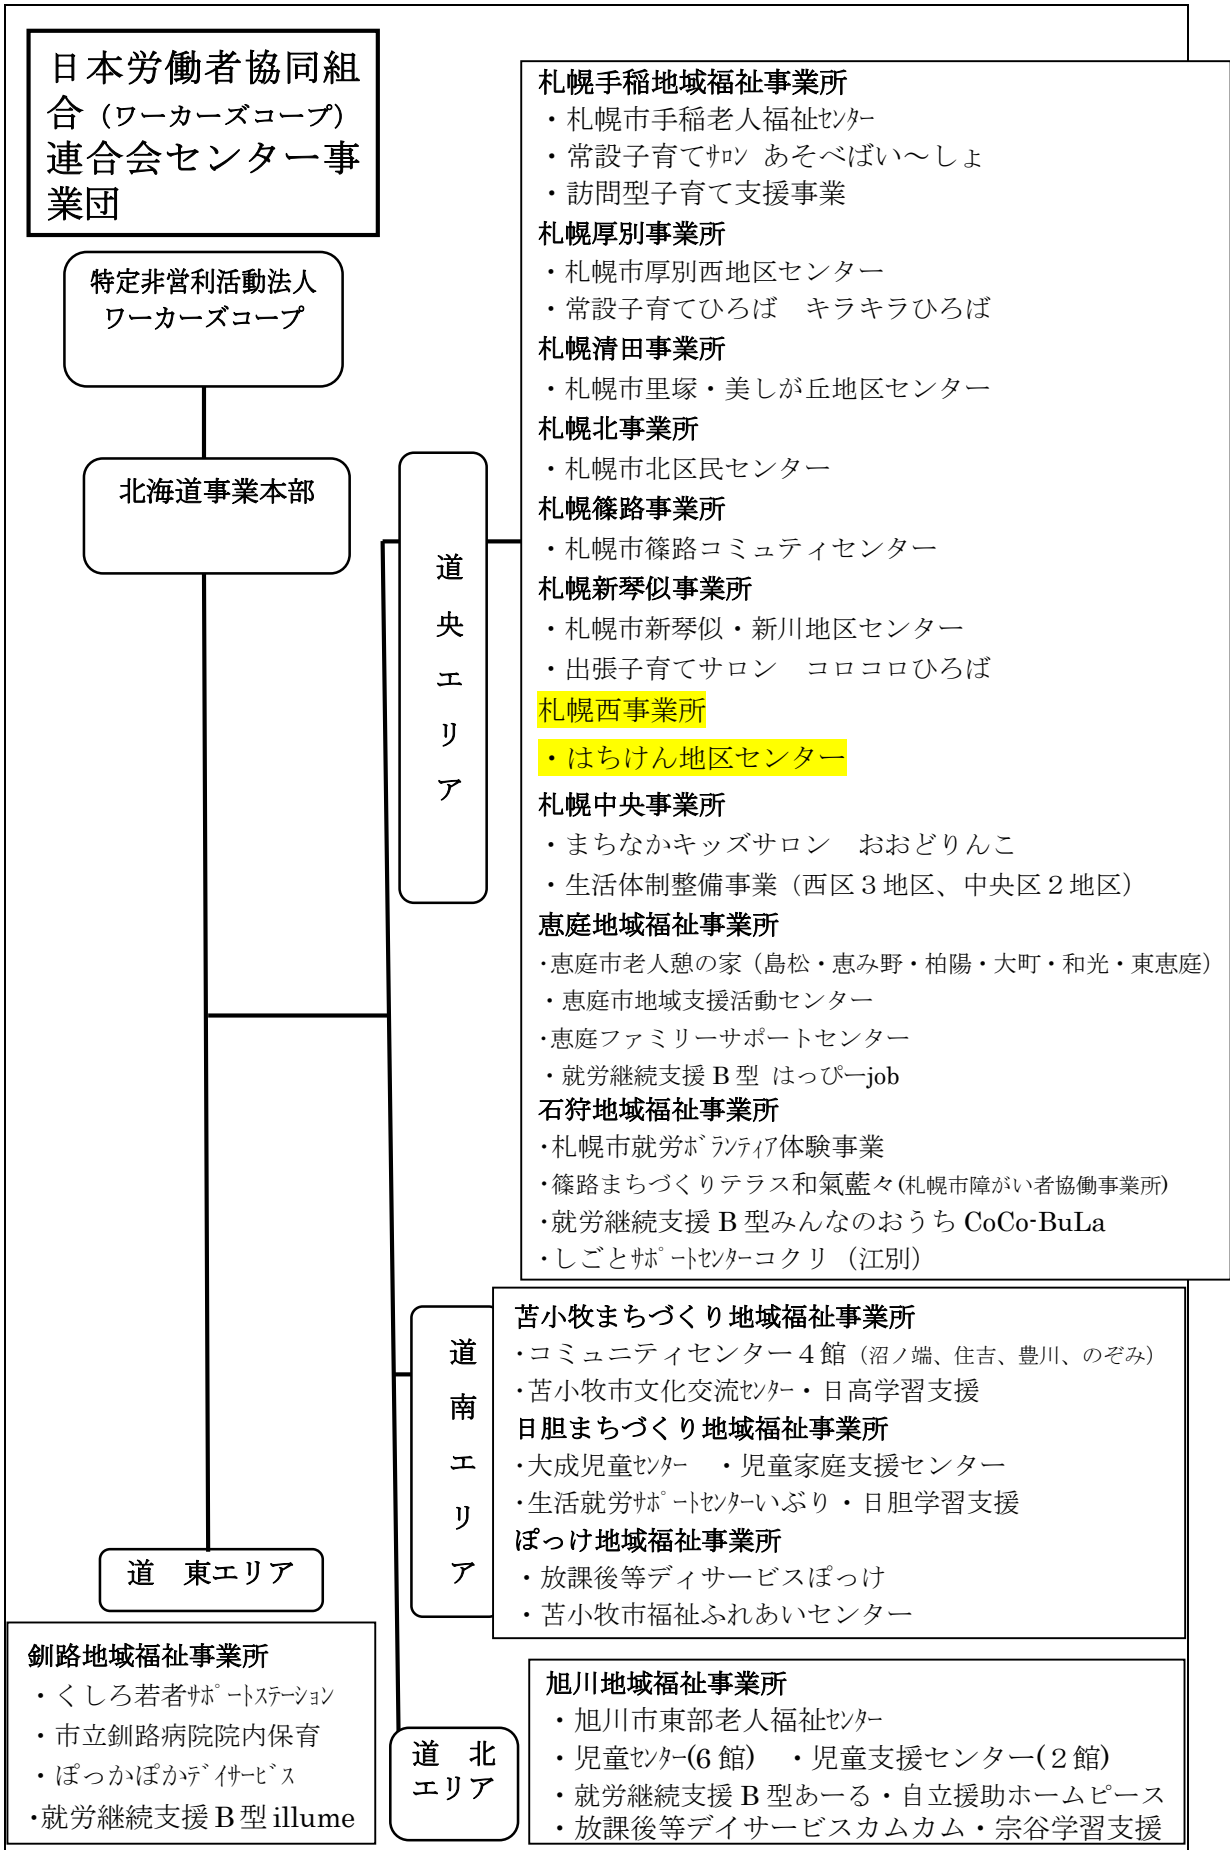 日本労働者協同組
合（ワーカーズコープ）
連合会センター事
業団
特定非営利活動法人
ワーカーズコープ
北海道事業本部
道央エリア
札幌手稲地域福祉事業所
・札幌市手稲老人福祉ｾﾝﾀｰ
・常設子育てｻﾛﾝ あそべばい～しょ
・訪問型子育て支援事業
札幌厚別事業所
・札幌市厚別西地区センター
・常設子育てひろば　キラキラひろば
札幌清田事業所
・札幌市里塚・美しが丘地区センター
札幌北事業所
・札幌市北区民センター
札幌篠路事業所
・札幌市篠路コミュティセンター
札幌新琴似事業所
・札幌市新琴似・新川地区センター
・出張子育てサロン　コロコロひろば
札幌西事業所
・はちけん地区センター
札幌中央事業所
・まちなかキッズサロン　おおどりんこ
・生活体制整備事業（西区３地区、中央区２地区）
恵庭地域福祉事業所
・恵庭市老人憩の家（島松・恵み野・柏陽・大町・和光・東恵庭）
・恵庭市地域支援活動センター
・恵庭ファミリーサポートセンター
・就労継続支援 B 型 はっぴーjob
石狩地域福祉事業所
・札幌市就労ﾎﾞﾗﾝﾃｨｱ体験事業
・篠路まちづくりテラス和氣藍々(札幌市障がい者協働事業所)
・就労継続支援 B 型みんなのおうち CoCo-BuLa
・しごとｻﾎﾟｰﾄｾﾝﾀｰコクリ（江別）
道南エリア
苫小牧まちづくり地域福祉事業所
・コミュニティセンター４館（沼ノ端、住吉、豊川、のぞみ）
・苫小牧市文化交流ｾﾝﾀｰ・日高学習支援
日胆まちづくり地域福祉事業所
・大成児童ｾﾝﾀｰ　・児童家庭支援センター
・生活就労ｻﾎﾟｰﾄｾﾝﾀｰいぶり・日胆学習支援
ぽっけ地域福祉事業所
・放課後等ディサービスぽっけ
・苫小牧市福祉ふれあいセンター
道　東エリア
釧路地域福祉事業所
・くしろ若者ｻﾎﾟｰﾄｽﾃｰｼｮﾝ
・市立釧路病院院内保育
・ぽっかぽかﾃﾞｲｻｰﾋﾞｽ
・就労継続支援 B 型 illume
道　北
エリア
旭川地域福祉事業所
・旭川市東部老人福祉ｾﾝﾀｰ
・児童ｾﾝﾀｰ(6 館)　・児童支援センター(２館)
・就労継続支援 B 型あーる・自立援助ホームピース
・放課後等デイサービスカムカム・宗谷学習支援